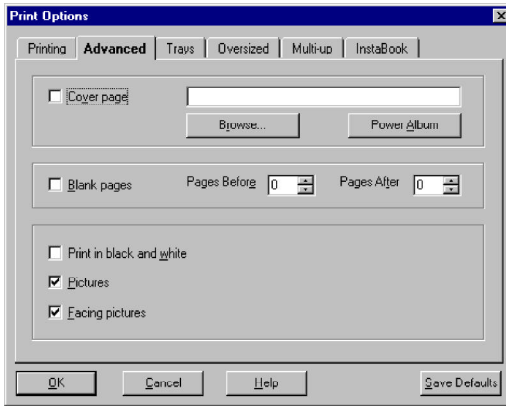 Print Options
Printing Advanced Trays Oversized Multi-up InstaBook
Cover page
Browse... Power Album
Blank pages Pages Before 0 Pages After 0
Print in black and white
Pictures
Facing pictures
OK Cancel Help Save Defaults